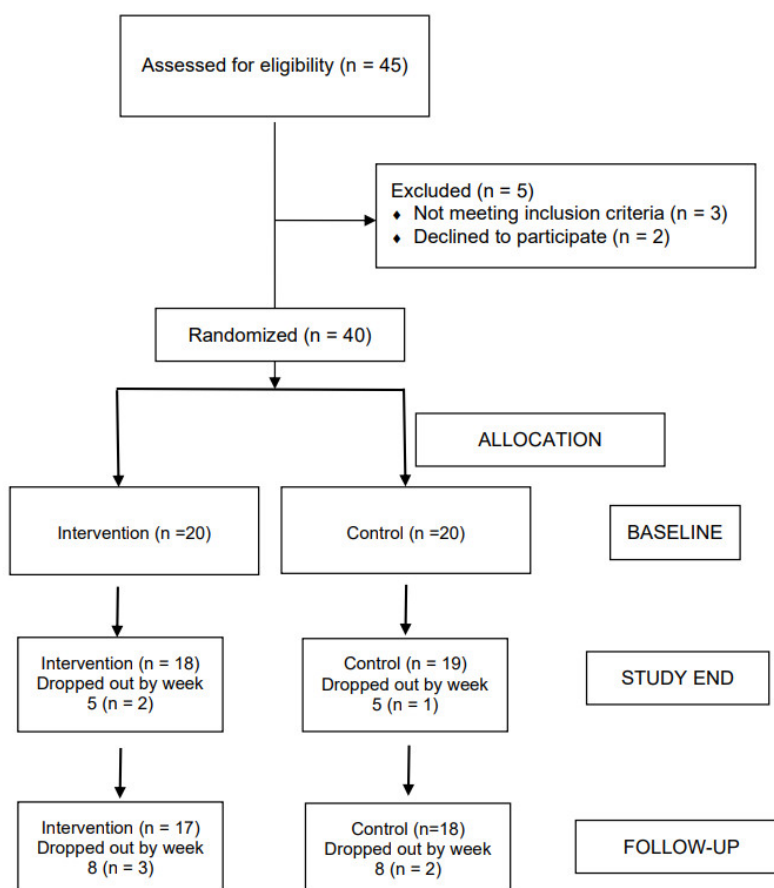 Assessed for eligibility (n = 45)
Excluded (n = 5)
♦ Not meeting inclusion criteria (n = 3)
♦ Declined to participate (n = 2)
Randomized (n = 40)
ALLOCATION
Intervention (n =20)
Control (n =20)
BASELINE
Intervention (n = 18)
Dropped out by week
5 (n = 2)
Control (n = 19)
Dropped out by week
5 (n = 1)
STUDY END
Intervention (n = 17)
Dropped out by week
8 (n = 3)
Control (n=18)
Dropped out by week
8 (n = 2)
FOLLOW-UP